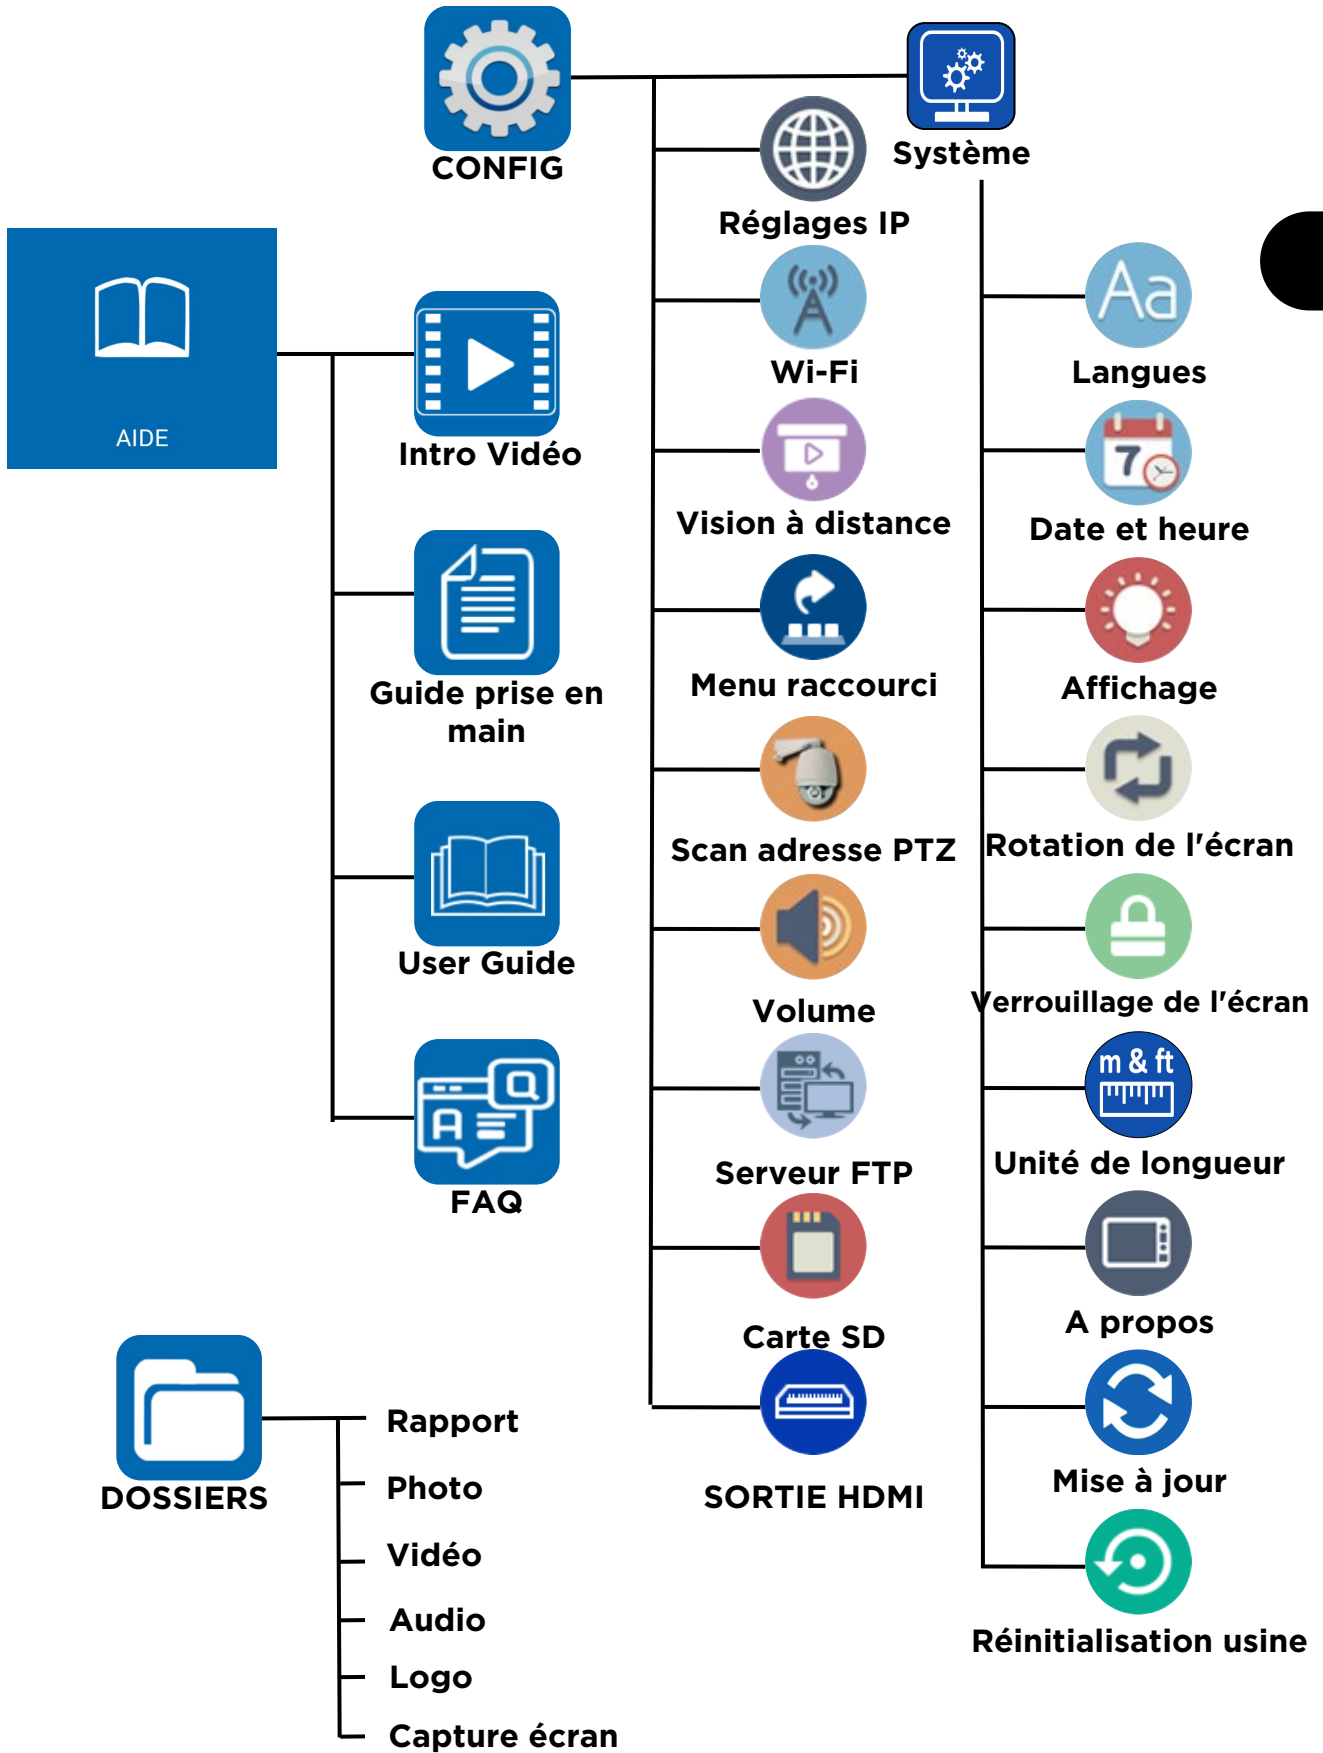 CONFIG
Système
Réglages IP
Wi-Fi
Vision à distance
Menu raccourci
Scan adresse PTZ
Volume
Serveur FTP
Carte SD
SORTIE HDMI
Aa
Langues
7
Date et heure
Affichage
Rotation de l'écran
Verrouillage de l'écran
m & ft
Unité de longueur
A propos
Mise à jour
Réinitialisation usine
AIDE
Intro Vidéo
Guide prise en
main
User Guide
Q
A
FAQ
DOSSIERS
Rapport
Photo
Vidéo
Audio
Logo
Capture écran